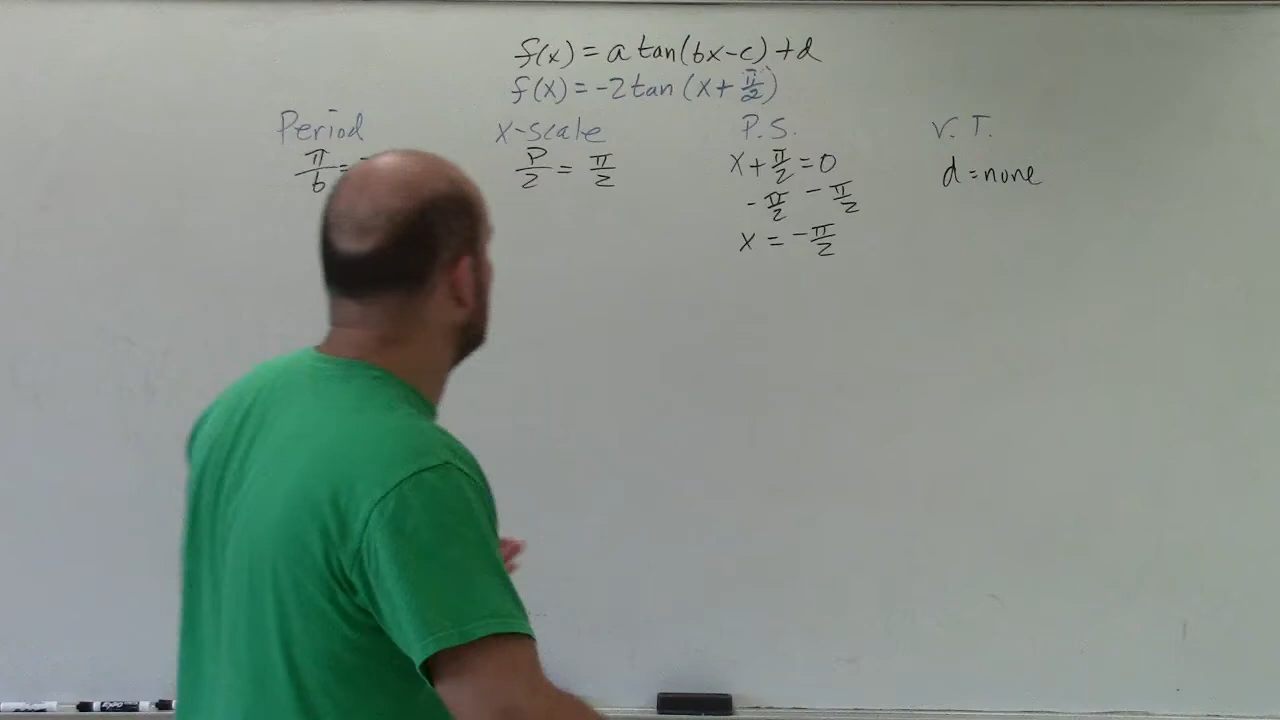 f(x) = a tan(bx-c) + d
f(x) = -2 tan (x + π/2)
Period
π/b =
x-scale
P/2 = π/2
P.S.
x + π/2 = 0
- π/2 - π/2
x = - π/2
V. T.
d = none